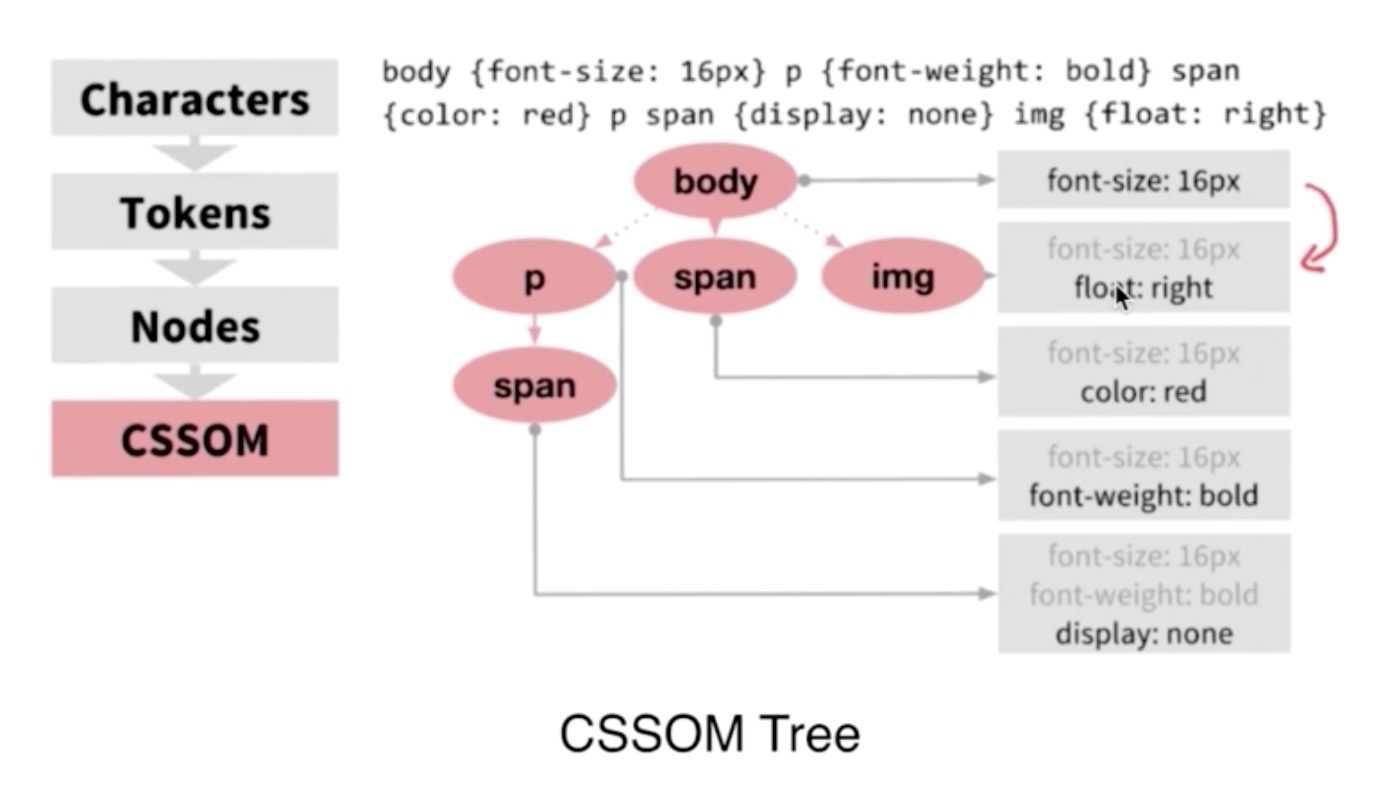 Characters
Tokens
Nodes
CSSOM
body {font-size: 16px} p {font-weight: bold} span
{color: red} p span {display: none} img {float: right}
body
p
span
img
span
font-size: 16px
font-size: 16px
float: right
font-size: 16px
color: red
font-size: 16px
font-weight: bold
font-size: 16px
font-weight: bold
display: none
CSSOM Tree